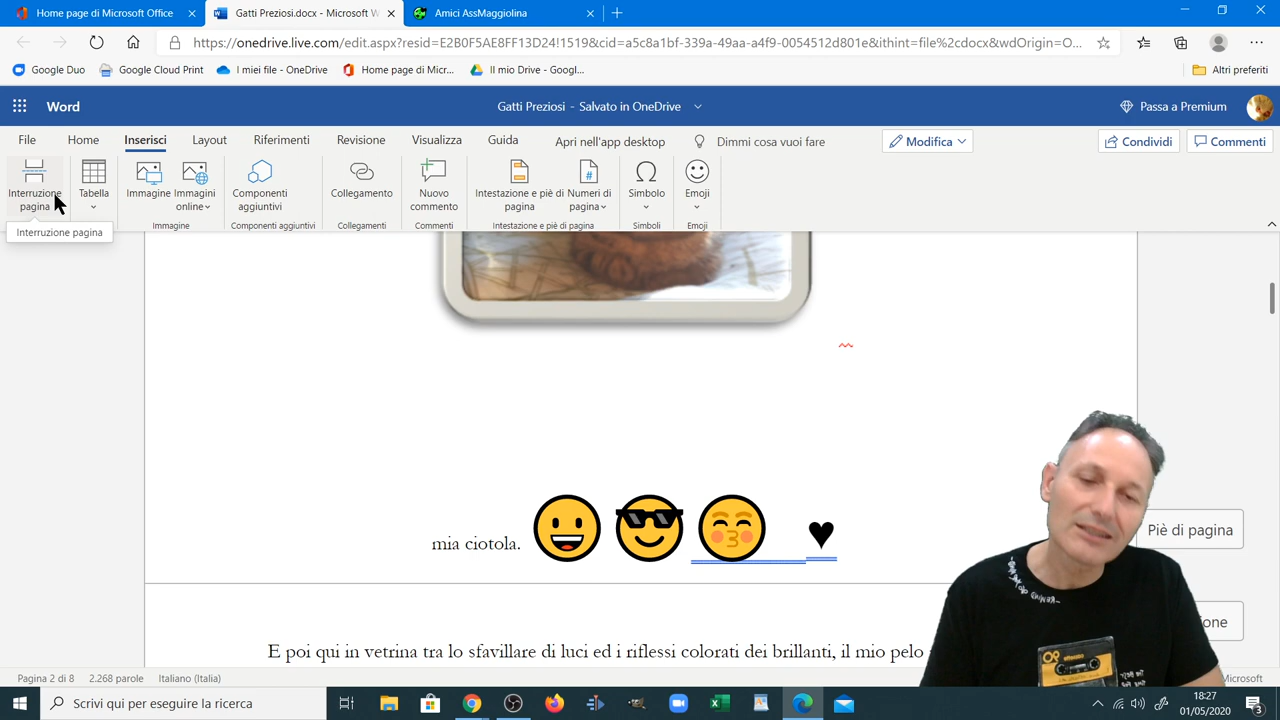 Home page di Microsoft Office
Gatti Preziosi.docx - Microsoft W
Amici AssMaggiolina
https://onedrive.live.com/edit.aspx?resid=E2B0F5AE8FF13D24!1519&cid=a5c8a1bf-339a-49aa-a4f9-0054512d801e&ithint=file%2cdocx&wdOrigin=O...
Google Duo
Google Cloud Print
I miei file - OneDrive
Home page di Micr...
Il mio Drive - Googl...
Altri preferiti
Word
Gatti Preziosi - Salvato in OneDrive
Passa a Premium
File
Home
Inserisci
Layout
Riferimenti
Revisione
Visualizza
Guida
Apri nell'app desktop
Dimmi cosa vuoi fare
Modifica
Condividi
Commenti
Interruzione
pagina
Tabella
Immagine
Immagini
online
Componenti
aggiuntivi
Collegamento
Nuovo
commento
Intestazione e piè di
pagina
Numeri di
pagina
Simbolo
Emoji
Immagine
Componenti aggiuntivi
Collegamenti
Commenti
Intestazione e piè di pagina
Simboli
Emoji
Interruzione pagina
mia ciotola.
Piè di pagina
E poi qui in vetrina tra lo sfavillare di luci ed i riflessi colorati dei brillanti, il mio pelo
Pagina 2 di 8
2.268 parole
Italiano (Italia)
Microsoft
Scrivi qui per eseguire la ricerca
18:27
01/05/2020
3